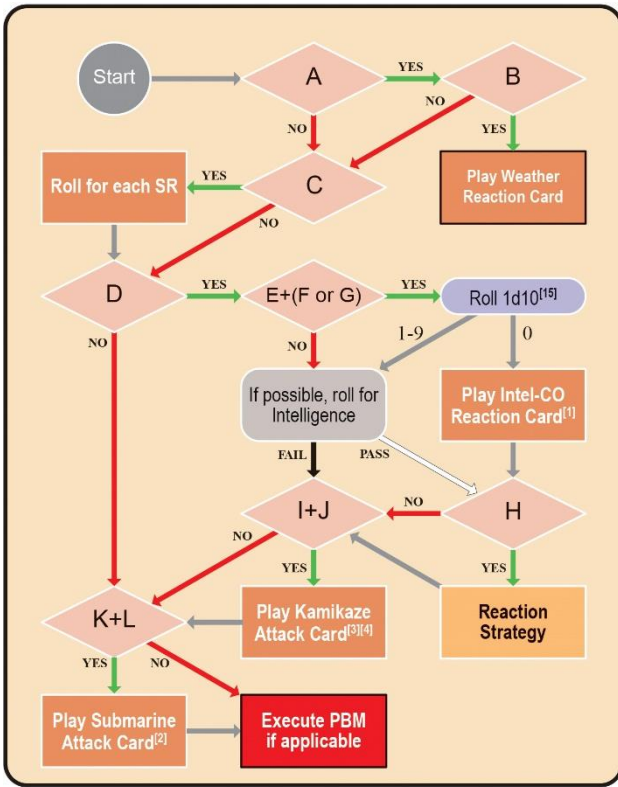 Start
A
YES
B
NO
NO
YES
Roll for each SR
YES
C
Play Weather
Reaction Card
NO
D
YES
E+(F or G)
YES
Roll 1d10[15]
NO
NO
1-9
0
If possible, roll for
Intelligence
Play Intel-CO
Reaction Card[1]
FAIL
PASS
I+J
NO
H
NO
YES
YES
K+L
Play Kamikaze
Attack Card[3][4]
Reaction
Strategy
YES
NO
Play Submarine
Attack Card[2]
Execute PBM
if applicable